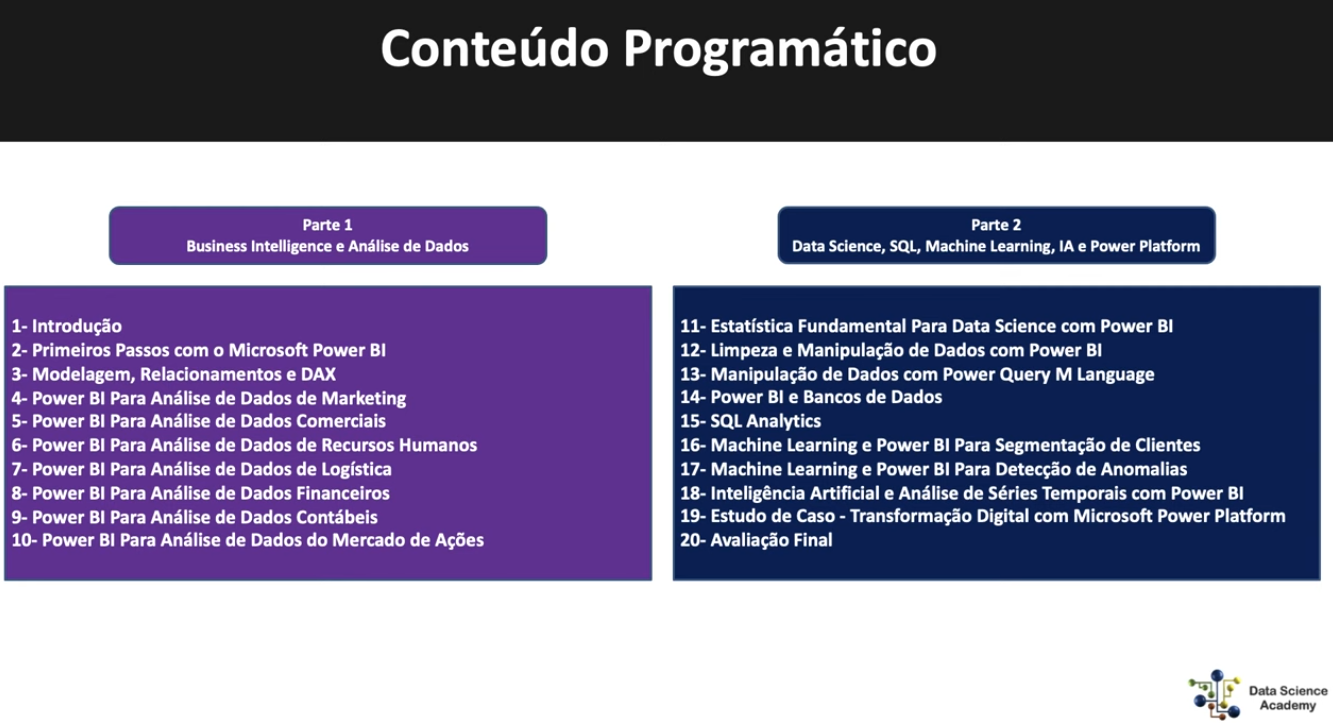 Conteúdo Programático
Parte 1
Business Intelligence e Análise de Dados
1- Introdução
2- Primeiros Passos com o Microsoft Power BI
3- Modelagem, Relacionamentos e DAX
4- Power BI Para Análise de Dados de Marketing
5- Power BI Para Análise de Dados Comerciais
6- Power BI Para Análise de Dados de Recursos Humanos
7- Power BI Para Análise de Dados de Logística
8- Power BI Para Análise de Dados Financeiros
9- Power BI Para Análise de Dados Contábeis
10- Power BI Para Análise de Dados do Mercado de Ações
Parte 2
Data Science, SQL, Machine Learning, IA e Power Platform
11- Estatística Fundamental Para Data Science com Power BI
12- Limpeza e Manipulação de Dados com Power BI
13- Manipulação de Dados com Power Query M Language
14- Power BI e Bancos de Dados
15- SQL Analytics
16- Machine Learning e Power BI Para Segmentação de Clientes
17- Machine Learning e Power BI Para Detecção de Anomalias
18- Inteligência Artificial e Análise de Séries Temporais com Power BI
19- Estudo de Caso - Transformação Digital com Microsoft Power Platform
20- Avaliação Final
Data Science
Academy